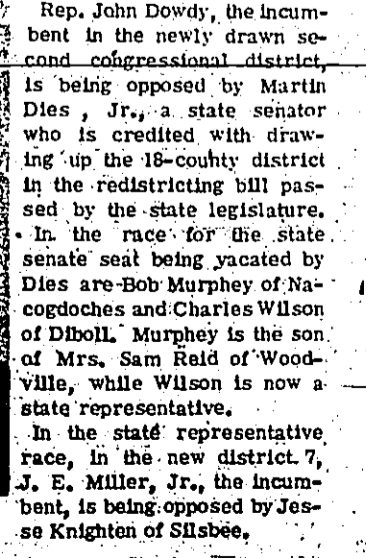 Rep. John Dowdy, the incum-
bent in the newly drawn se-
cond congressional district,
is being opposed by Martin
Dies , Jr., a state senator
who is credited with draw-
ing up the 18-county district
in the redistricting bill pas-
sed by the state legislature.
In the race for the state
senate seat being vacated by
Dies are Bob Murphey of Na-
cogdoches and Charles Wilson
of Diboll. Murphey is the son
of Mrs. Sam Reid of Wood-
ville, while Wilson is now a
state representative.
In the state representative
race, in the new district 7,
J. E. Miller, Jr., the incum-
bent, is being opposed by Jes-
se Knighten of Silsbee.